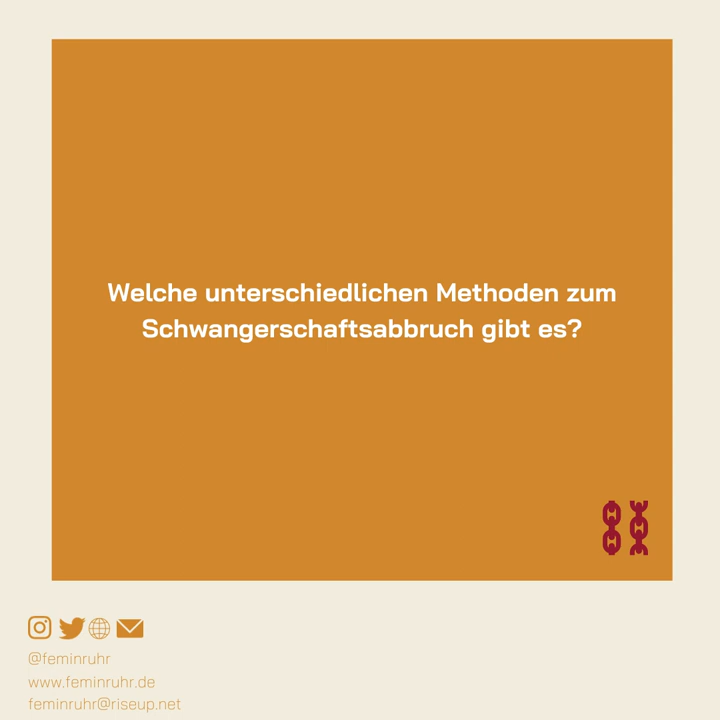 Welche unterschiedlichen Methoden zum
Schwangerschaftsabbruch gibt es?
@feminruhr
www.feminruhr.de
feminruhr@riseup.net